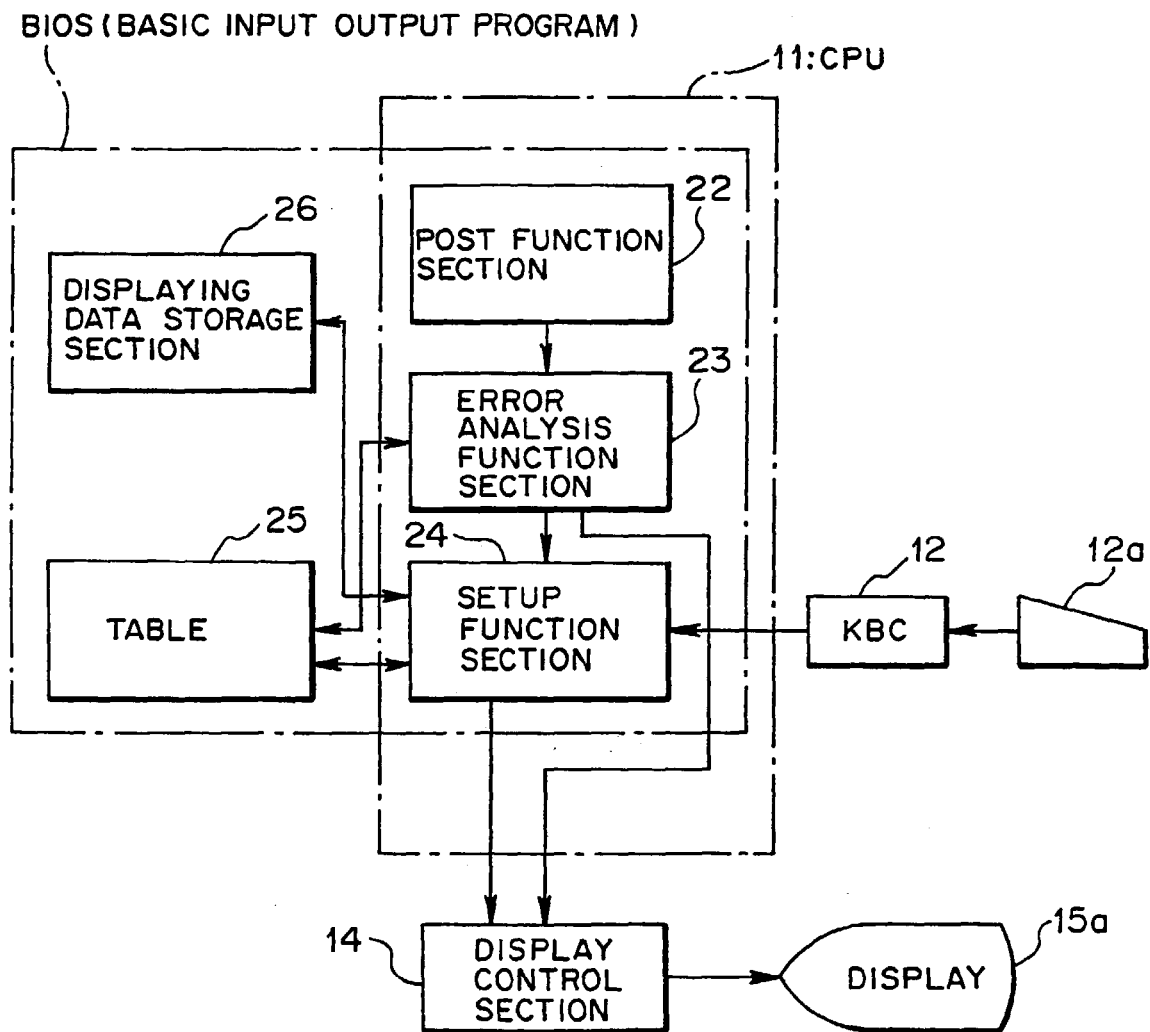 BIOS (BASIC INPUT OUTPUT PROGRAM)
11:CPU
22
POST FUNCTION
SECTION
26
DISPLAYING
DATA STORAGE
SECTION
23
ERROR
ANALYSIS
FUNCTION
SECTION
25
TABLE
24
SETUP
FUNCTION
SECTION
12
KBC
12a
14
DISPLAY
CONTROL
SECTION
15a
DISPLAY